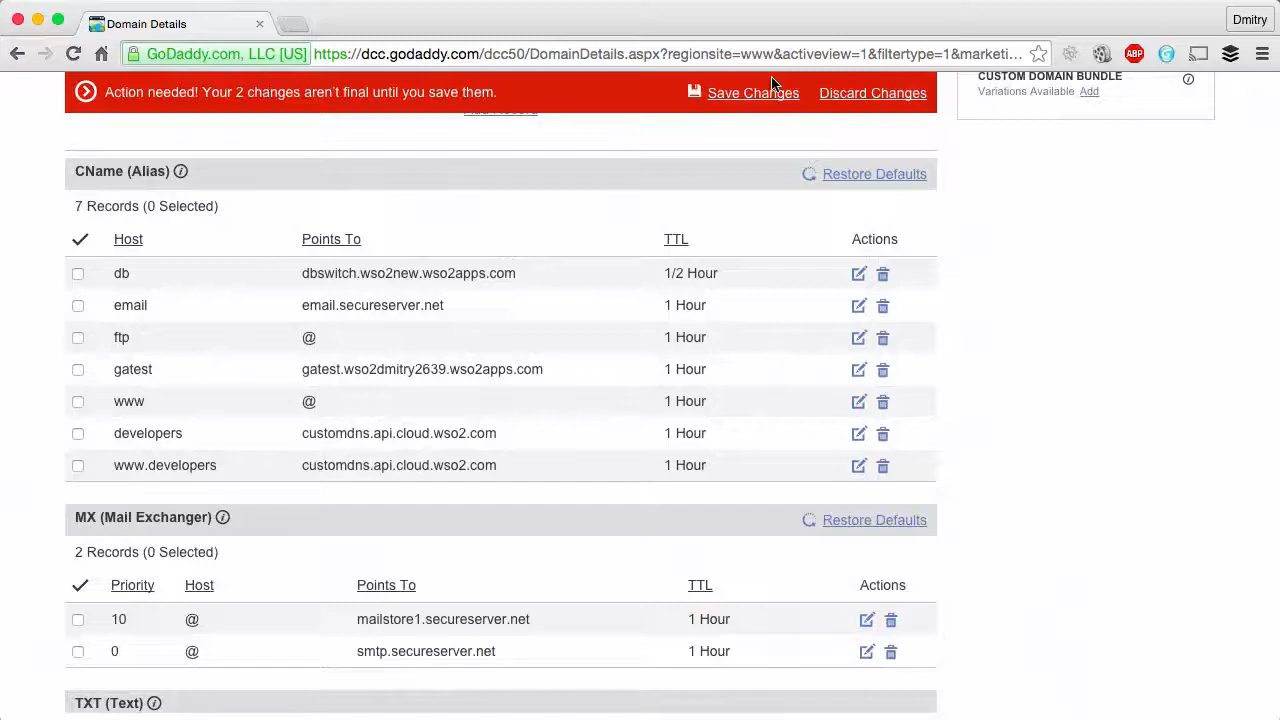 Domain Details
Dmitry
GoDaddy.com, LLC [US] https://dcc.godaddy.com/dcc50/DomainDetails.aspx?regionsite=www&activeview=1&filtertype=1&marketi...
ABP
Action needed! Your 2 changes aren't final until you save them. Save Changes Discard Changes
CUSTOM DOMAIN BUNDLE
Variations Available Add
Add Record
CName (Alias) Restore Defaults
7 Records (0 Selected)
Host Points To TTL Actions
db dbswitch.wso2new.wso2apps.com 1/2 Hour
email email.secureserver.net 1 Hour
ftp @ 1 Hour
gatest gatest.wso2dmitry2639.wso2apps.com 1 Hour
www @ 1 Hour
developers customdns.api.cloud.wso2.com 1 Hour
www.developers customdns.api.cloud.wso2.com 1 Hour
MX (Mail Exchanger) Restore Defaults
2 Records (0 Selected)
Priority Host Points To TTL Actions
10 @ mailstore1.secureserver.net 1 Hour
0 @ smtp.secureserver.net 1 Hour
TXT (Text)